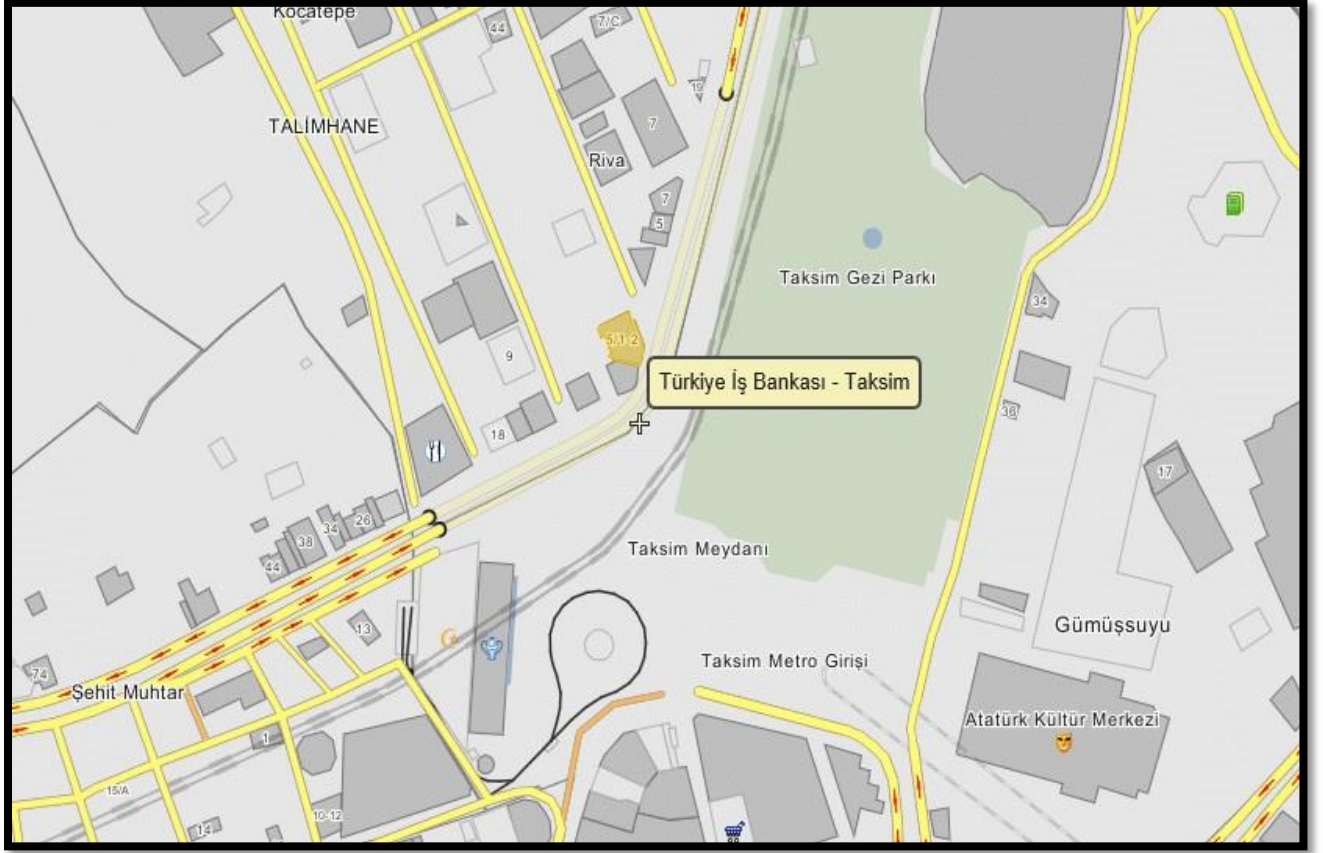 Kocatepe
44
7/C
19
7
TALİMHANE
Riva
7
5
Taksim Gezi Parkı
34
5/1-2
9
Türkiye İş Bankası - Taksim
36
18
17
26
34
38
44
Taksim Meydanı
13
Gümüşsuyu
Taksim Metro Girişi
74
Şehit Muhtar
Atatürk Kültür Merkezi
1
15/A
10-12
14